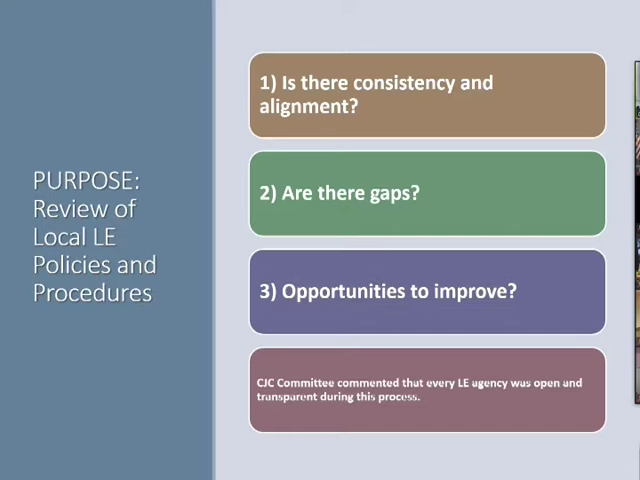 PURPOSE:
Review of
Local LE
Policies and
Procedures
1) Is there consistency and
alignment?
2) Are there gaps?
3) Opportunities to improve?
CJC Committee commented that every LE agency was open and
transparent during this process.